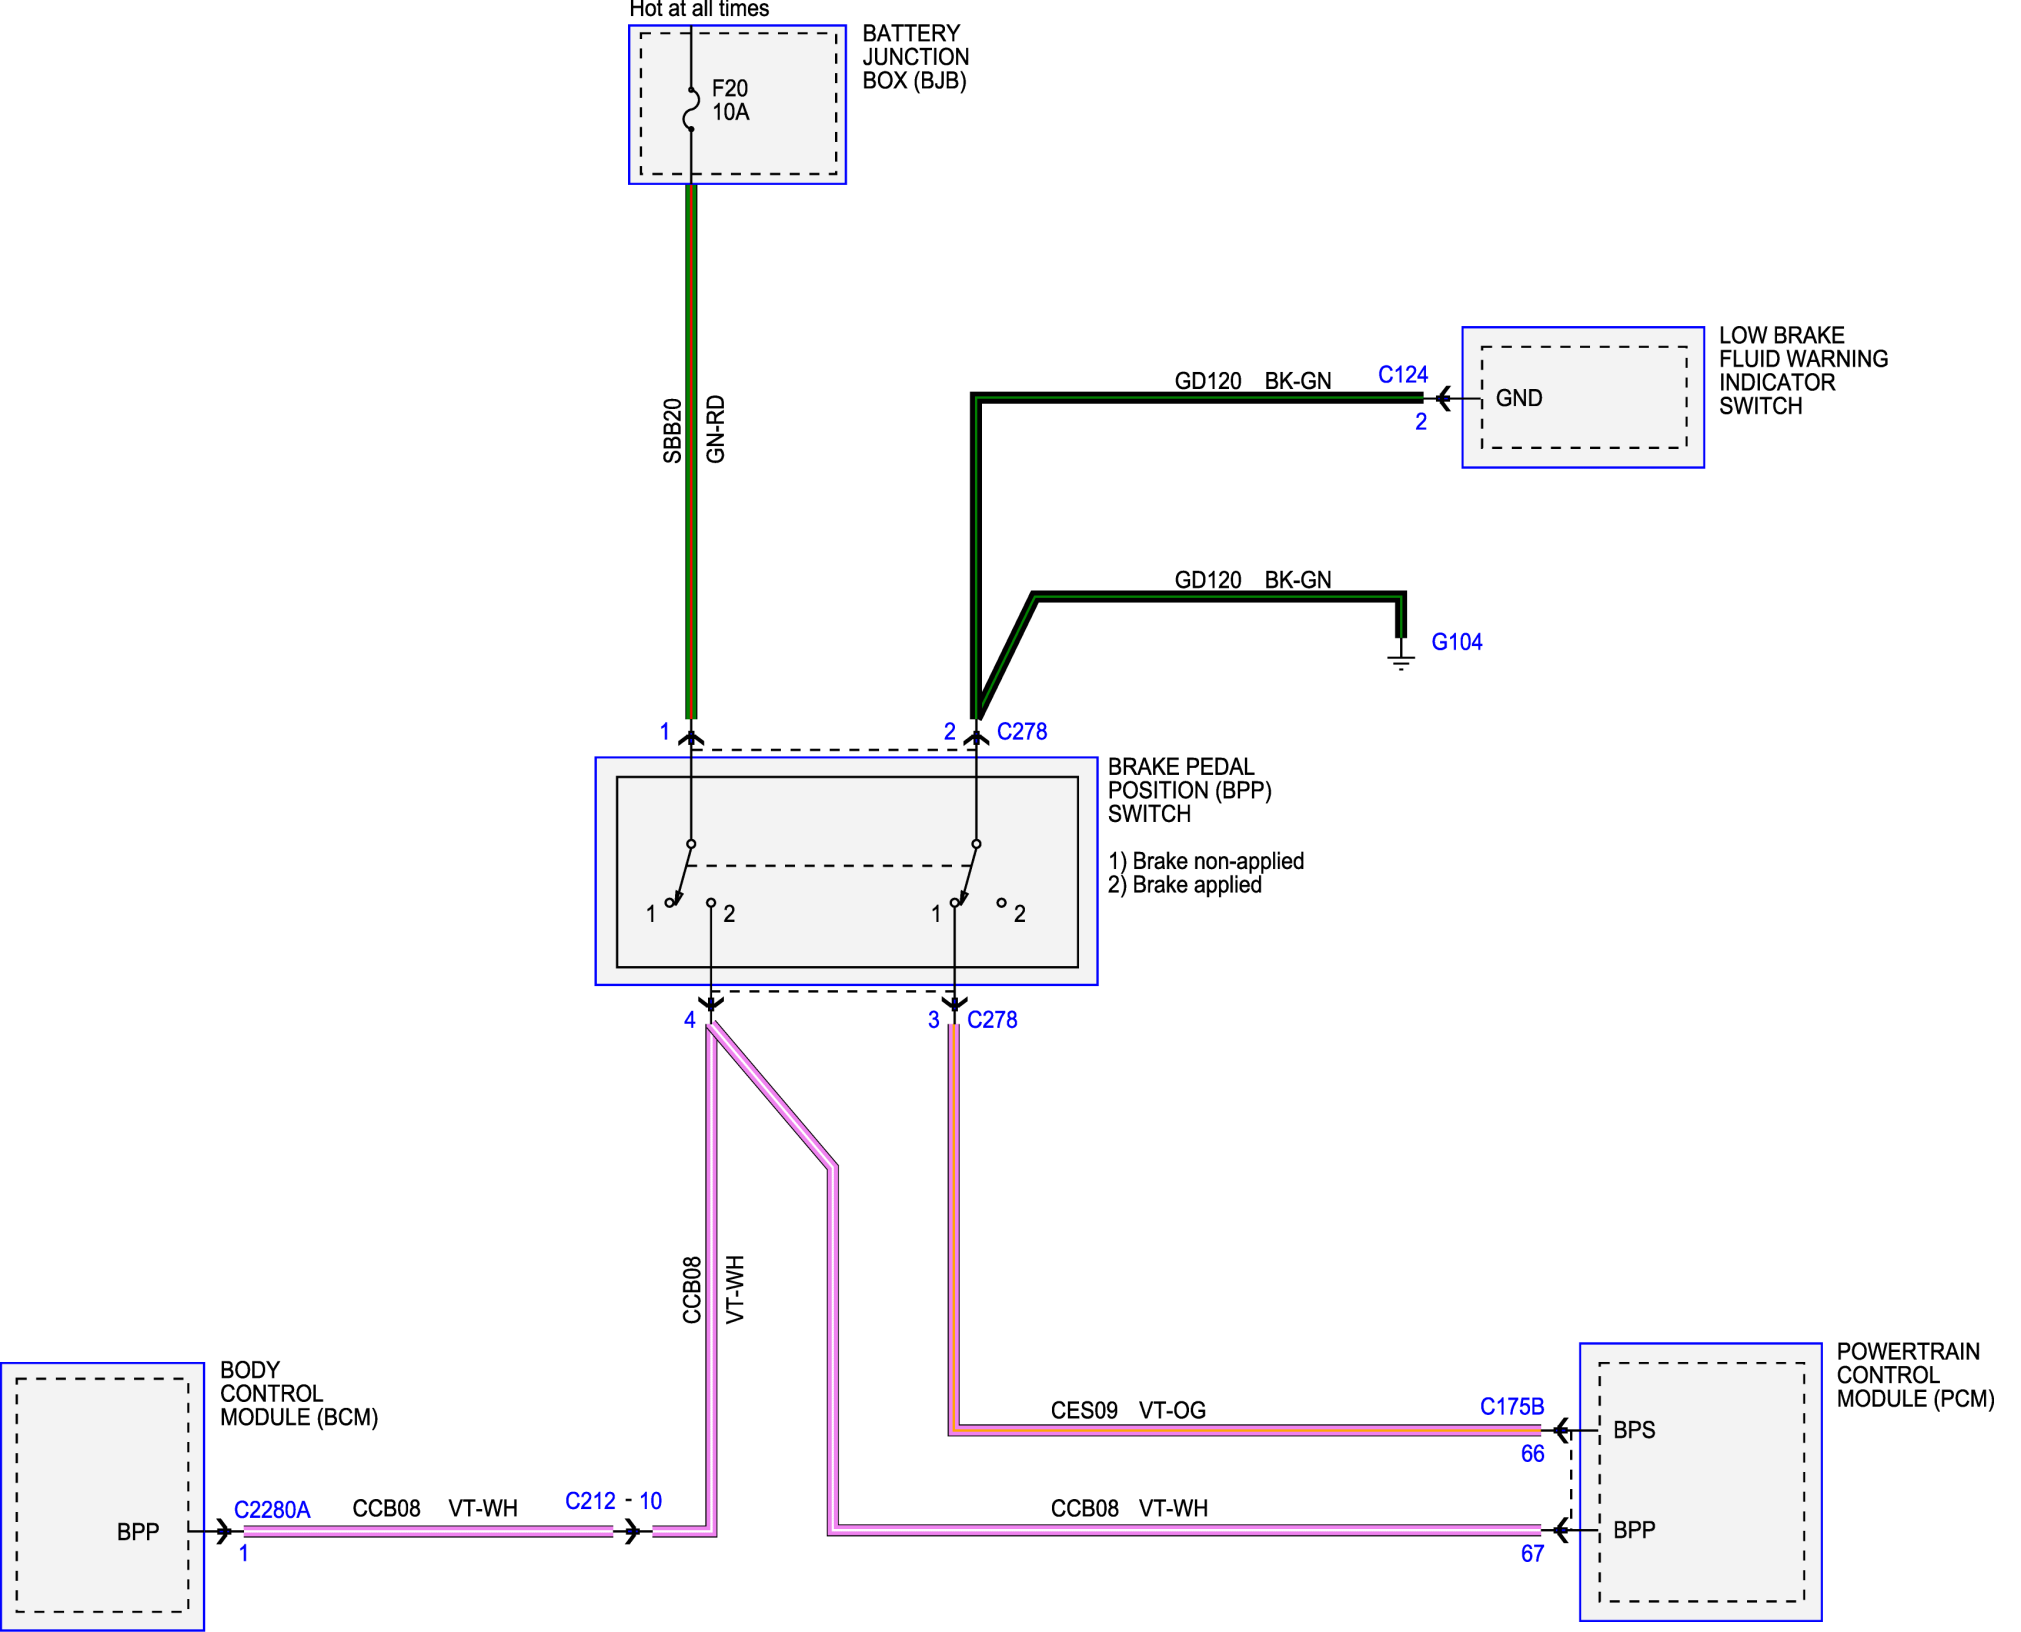 Hot at all times
BATTERY
JUNCTION
BOX (BJB)
F20
10A
SBB20
GN-RD
LOW BRAKE
FLUID WARNING
INDICATOR
SWITCH
GD120 BK-GN
C124
2
GND
GD120 BK-GN
G104
1
2
C278
BRAKE PEDAL
POSITION (BPP)
SWITCH
1) Brake non-applied
2) Brake applied
1
2
1
2
4
3
C278
CCB08
VT-WH
BODY
CONTROL
MODULE (BCM)
BPP
C2280A
1
CCB08 VT-WH
C212 - 10
CES09 VT-OG
C175B
66
BPS
CCB08 VT-WH
67
BPP
POWERTRAIN
CONTROL
MODULE (PCM)